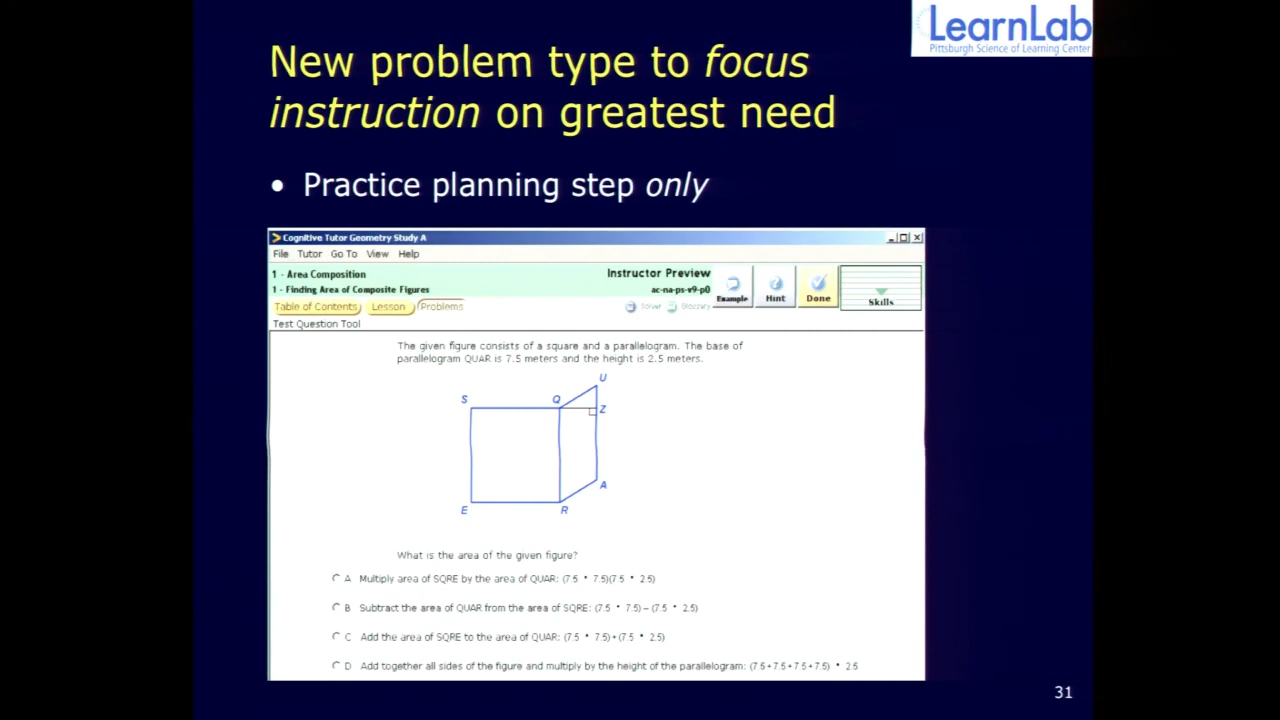 LearnLab
Pittsburgh Science of Learning Center
New problem type to focus
instruction on greatest need
• Practice planning step only
Cognitive Tutor Geometry Study A
File Tutor Go To View Help
1 - Area Composition
Instructor Preview
1 - Finding Area of Composite Figures
ac-na-ps-v9-p0
Example
Hint
Done
Skills
Table of Contents
Lesson
Problems
Solver
Glossary
Test Question Tool
The given figure consists of a square and a parallelogram. The base of
parallelogram QUAR is 7.5 meters and the height is 2.5 meters.
U
S
Q
Z
A
E
R
What is the area of the given figure?
A Multiply area of SQRE by the area of QUAR: (7.5 * 7.5)(7.5 * 2.5)
B Subtract the area of QUAR from the area of SQRE: (7.5 * 7.5) - (7.5 * 2.5)
C Add the area of SQRE to the area of QUAR: (7.5 * 7.5) + (7.5 * 2.5)
D Add together all sides of the figure and multiply by the height of the parallelogram: (7.5+7.5+7.5+7.5) * 2.5
31